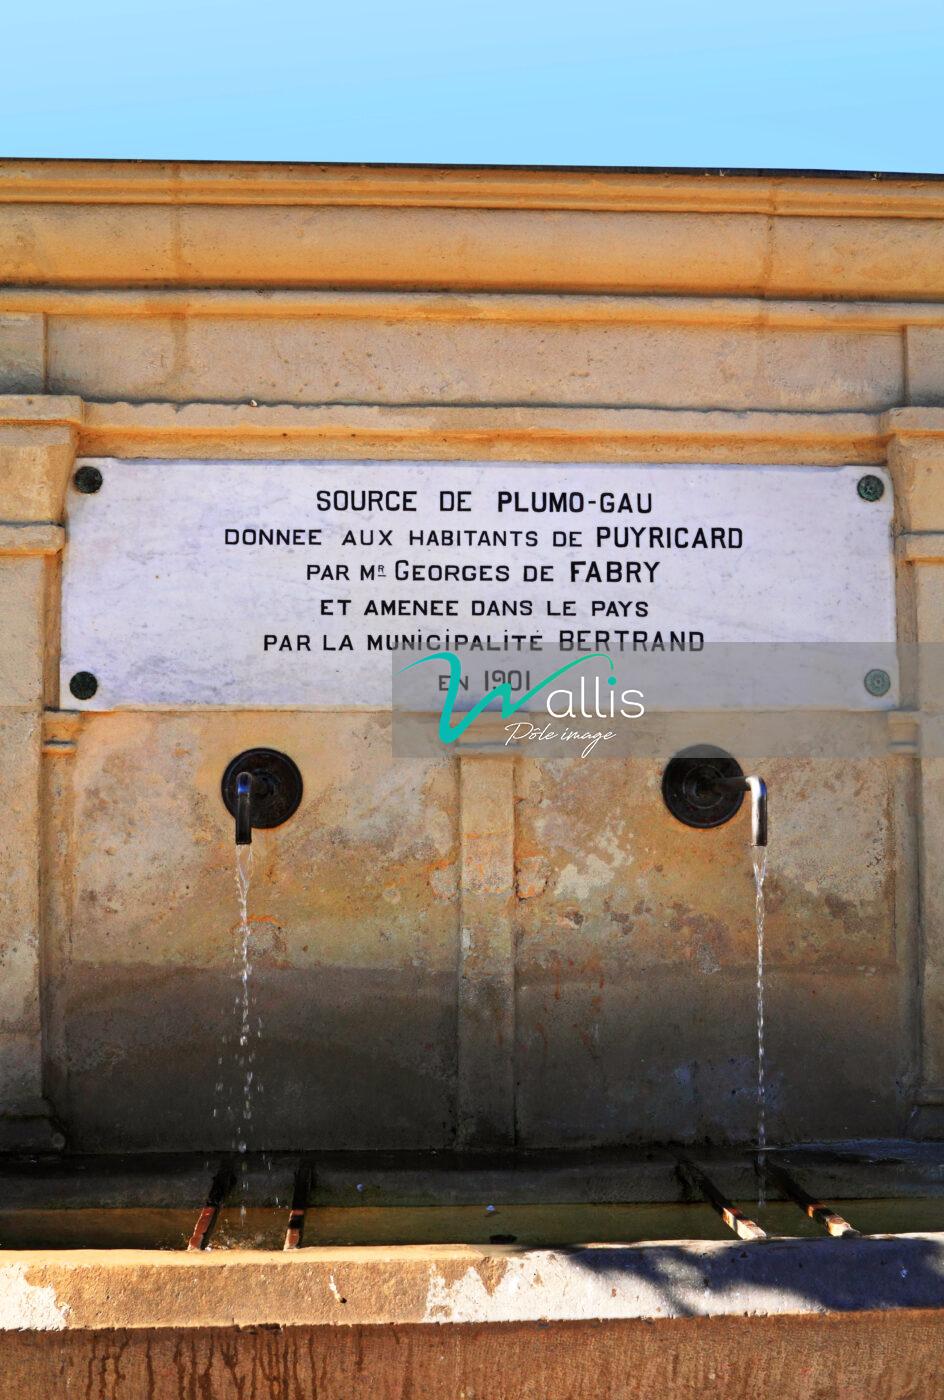 SOURCE DE PLUMO-GAU
DONNEE AUX HABITANTS DE PUYRICARD
PAR Mᴿ GEORGES DE FABRY
ET AMENEE DANS LE PAYS
PAR LA MUNICIPALITÉ BERTRAND
EN 1901
Wallis
Pôle image